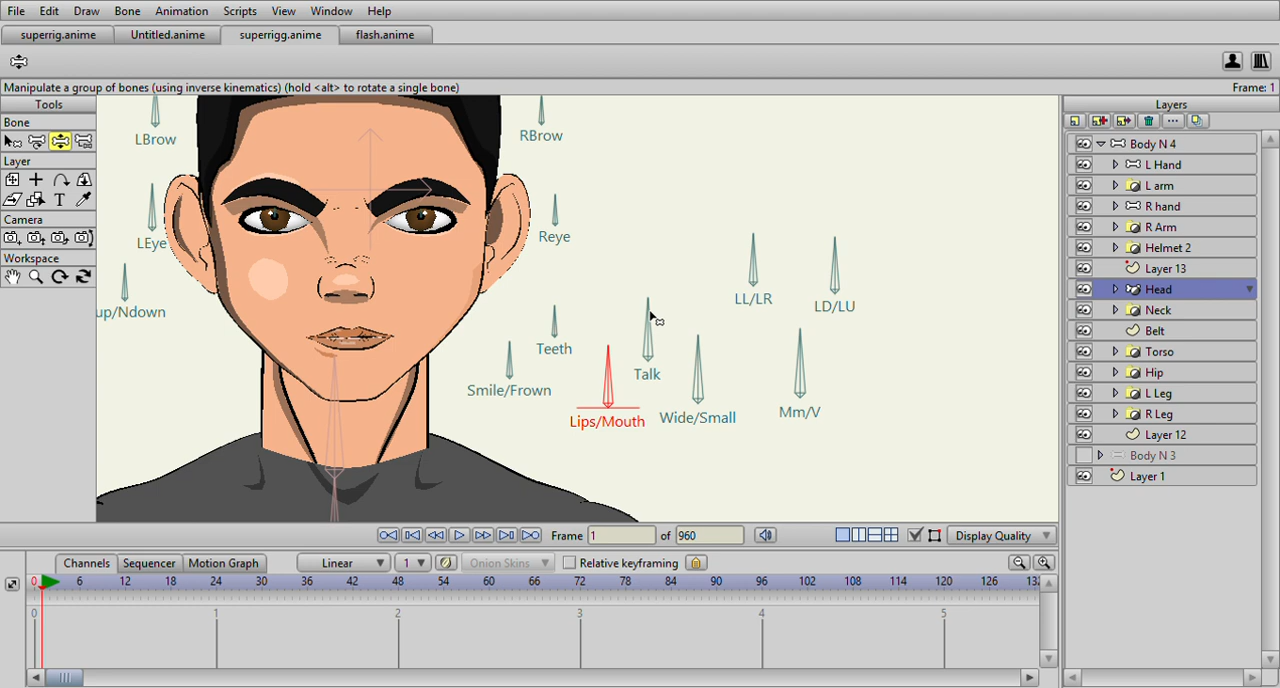 File Edit Draw Bone Animation Scripts View Window Help
superrig.anime Untitled.anime superrigg.anime flash.anime
Manipulate a group of bones (using inverse kinematics) (hold <alt> to rotate a single bone) Frame: 1
Tools
Bone
Layer
Camera
Workspace
LBrow
RBrow
LEye
Reye
up/Ndown
Teeth
Smile/Frown
Lips/Mouth
Talk
Wide/Small
LL/LR
LD/LU
Mm/V
Layers
Body N 4
L Hand
L arm
R hand
R Arm
Helmet 2
Layer 13
Head
Neck
Belt
Torso
Hip
L Leg
R Leg
Layer 12
Body N 3
Layer 1
Frame 1 of 960 Display Quality
Channels Sequencer Motion Graph Linear 1 Onion Skins Relative keyframing
0 6 12 18 24 30 36 42 48 54 60 66 72 78 84 90 96 102 108 114 120 126
0 1 2 3 4 5